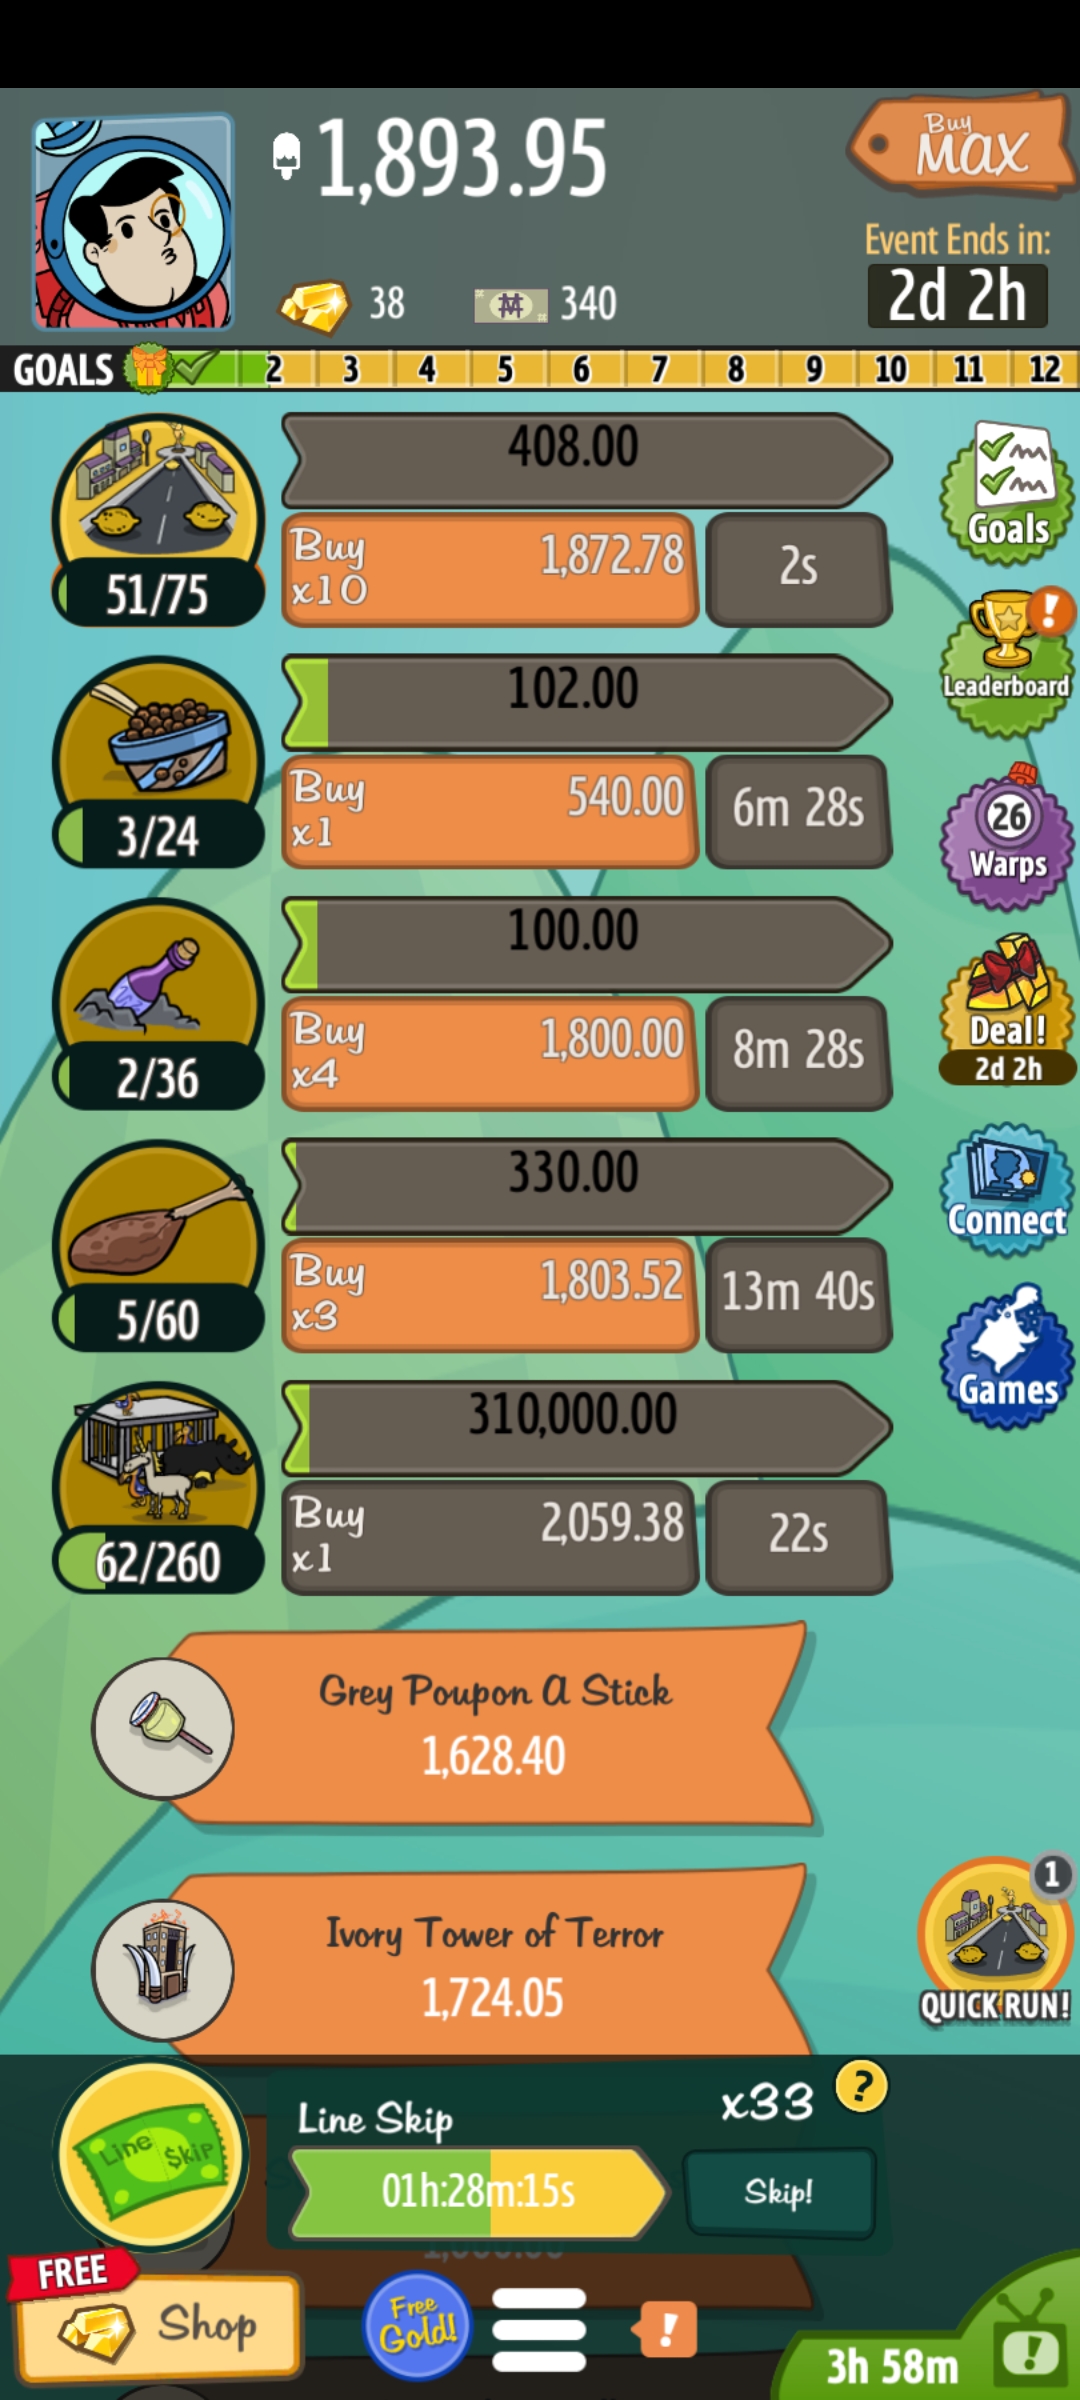 1,893.95
Buy
MAX
38
340
Event Ends in:
2d 2h
GOALS 2 3 4 5 6 7 8 9 10 11 12
408.00
Buy
x10
1,872.78
2s
51/75
Goals
102.00
Buy
x1
540.00
6m 28s
3/24
Leaderboard
100.00
Buy
x4
1,800.00
8m 28s
2/36
26
Warps
Deal!
2d 2h
330.00
Buy
x3
1,803.52
13m 40s
5/60
Connect
310,000.00
Buy
x1
2,059.38
22s
62/260
Games
Grey Poupon A Stick
1,628.40
Ivory Tower of Terror
1,724.05
1
QUICK RUN!
Line Skip
Line $kip
x33
?
01h:28m:15s
Skip!
FREE
Shop
Free
Gold!
!
3h 58m
!